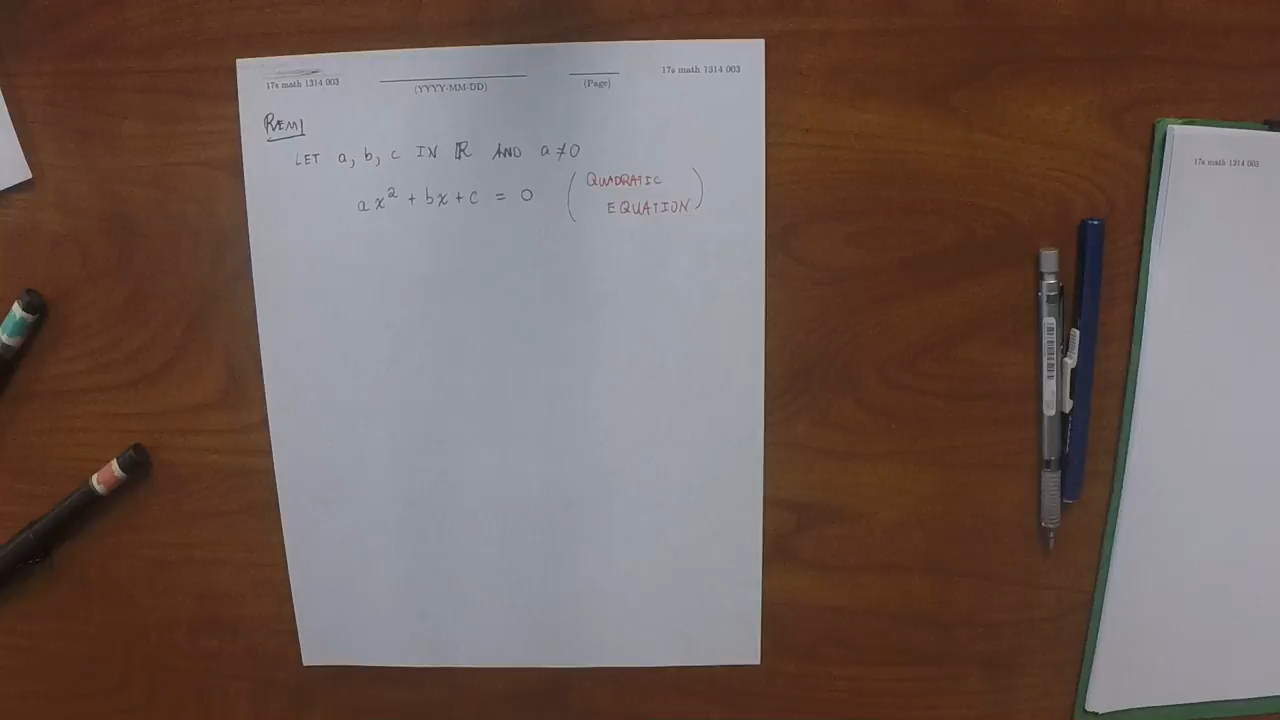 17s math 1314 003 (YYYY-MM-DD) (Page) 17s math 1314 003
REM|
LET a, b, c IN ℝ AND a ≠ 0
ax² + bx + c = 0 (QUADRATIC
EQUATION)
17s math 1314 003